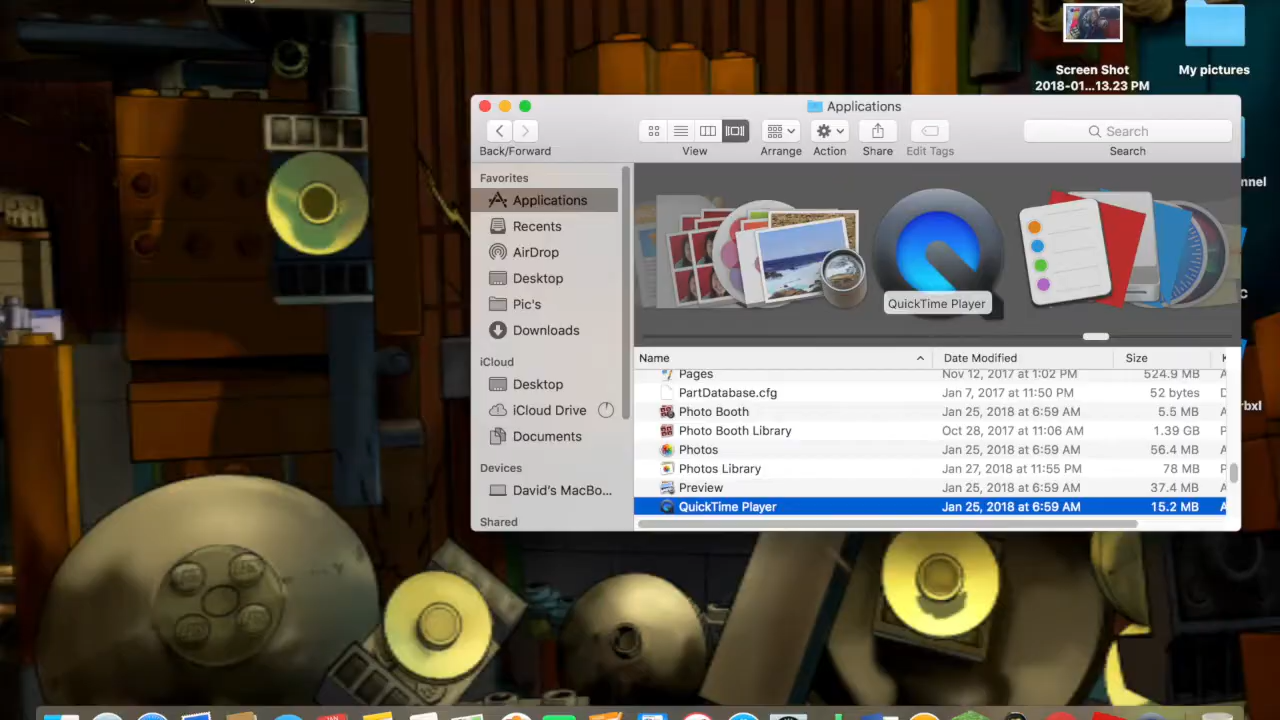 Screen Shot
2018-01...13.23 PM
My pictures
Applications
Back/Forward
View
Arrange
Action
Share
Edit Tags
Search
Search
Favorites
Applications
Recents
AirDrop
Desktop
Pic's
Downloads
iCloud
Desktop
iCloud Drive
Documents
Devices
David's MacBo...
Shared
QuickTime Player
Name Date Modified Size
Pages Nov 12, 2017 at 1:02 PM 524.9 MB A
PartDatabase.cfg Jan 7, 2017 at 11:50 PM 52 bytes
Photo Booth Jan 25, 2018 at 6:59 AM 5.5 MB A
Photo Booth Library Oct 28, 2017 at 11:06 AM 1.39 GB
Photos Jan 25, 2018 at 6:59 AM 56.4 MB A
Photos Library Jan 27, 2018 at 11:55 PM 78 MB
Preview Jan 25, 2018 at 6:59 AM 37.4 MB A
QuickTime Player Jan 25, 2018 at 6:59 AM 15.2 MB A
nnel
rbxl